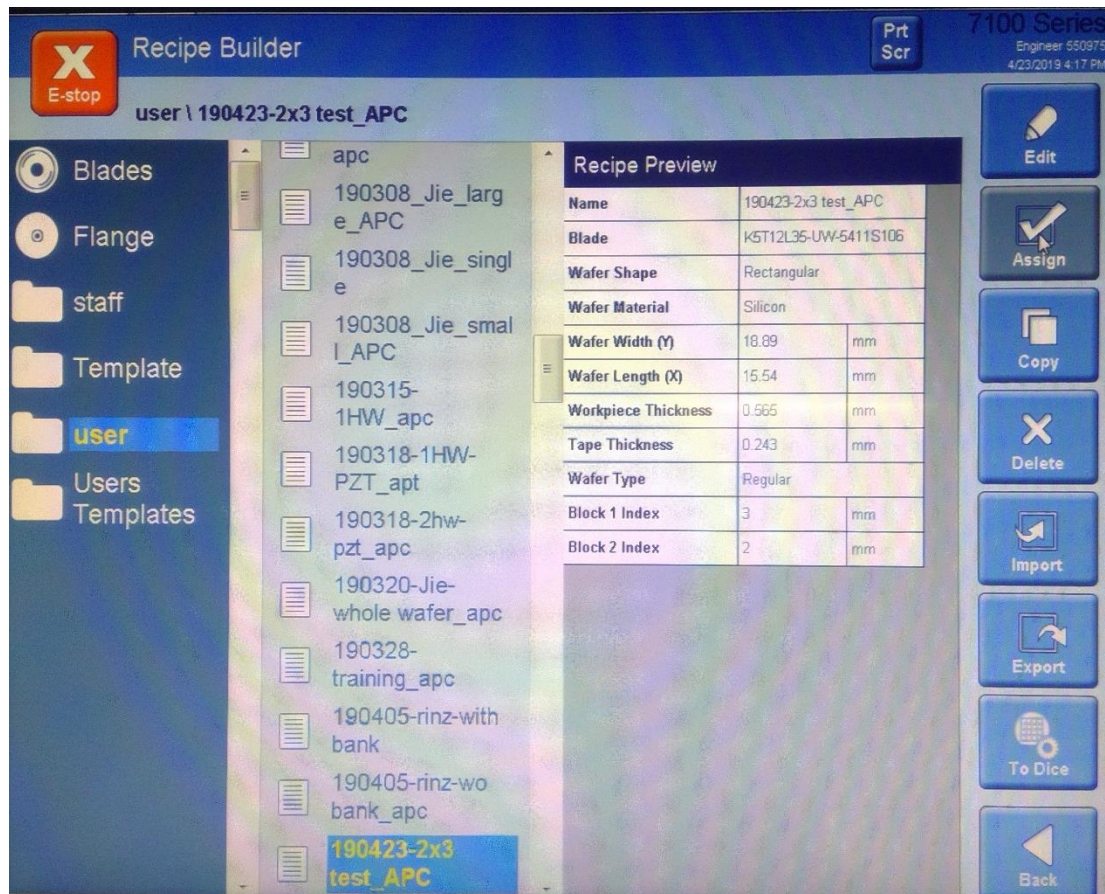 Recipe Builder
Prt
Scr
7100 Series
Engineer 550975
4/23/2019 4:17 PM
X
E-stop
user \ 190423-2x3 test_APC
Blades
Flange
staff
Template
user
Users
Templates
apc
190308_Jie_larg
e_APC
190308_Jie_singl
e
190308_Jie_smal
l_APC
190315-
1HW_apc
190318-1HW-
PZT_apt
190318-2hw-
pzt_apc
190320-Jie-
whole wafer_apc
190328-
training_apc
190405-rinz-with
bank
190405-rinz-wo
bank_apc
190423-2x3
test_APC
Recipe Preview
Name 190423-2x3 test_APC
Blade K5T12L35-UW-5411S106
Wafer Shape Rectangular
Wafer Material Silicon
Wafer Width (Y) 18.89 mm
Wafer Length (X) 15.54 mm
Workpiece Thickness 0.565 mm
Tape Thickness 0.243 mm
Wafer Type Regular
Block 1 Index 3 mm
Block 2 Index 2 mm
Edit
Assign
Copy
Delete
Import
Export
To Dice
Back